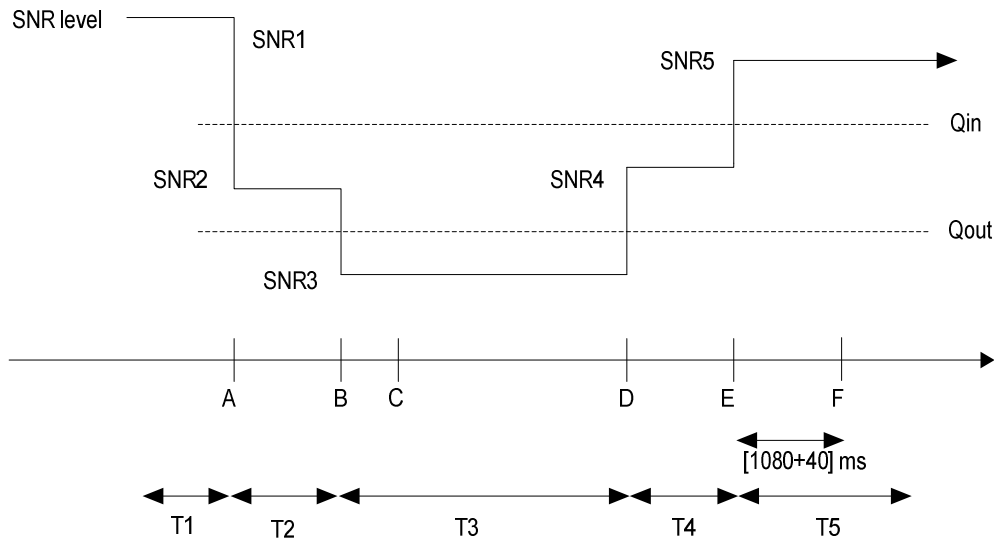 SNR level
SNR1
SNR5
Qin
SNR2
SNR4
Qout
SNR3
A B C D E F
[1080+40] ms
T1 T2 T3 T4 T5